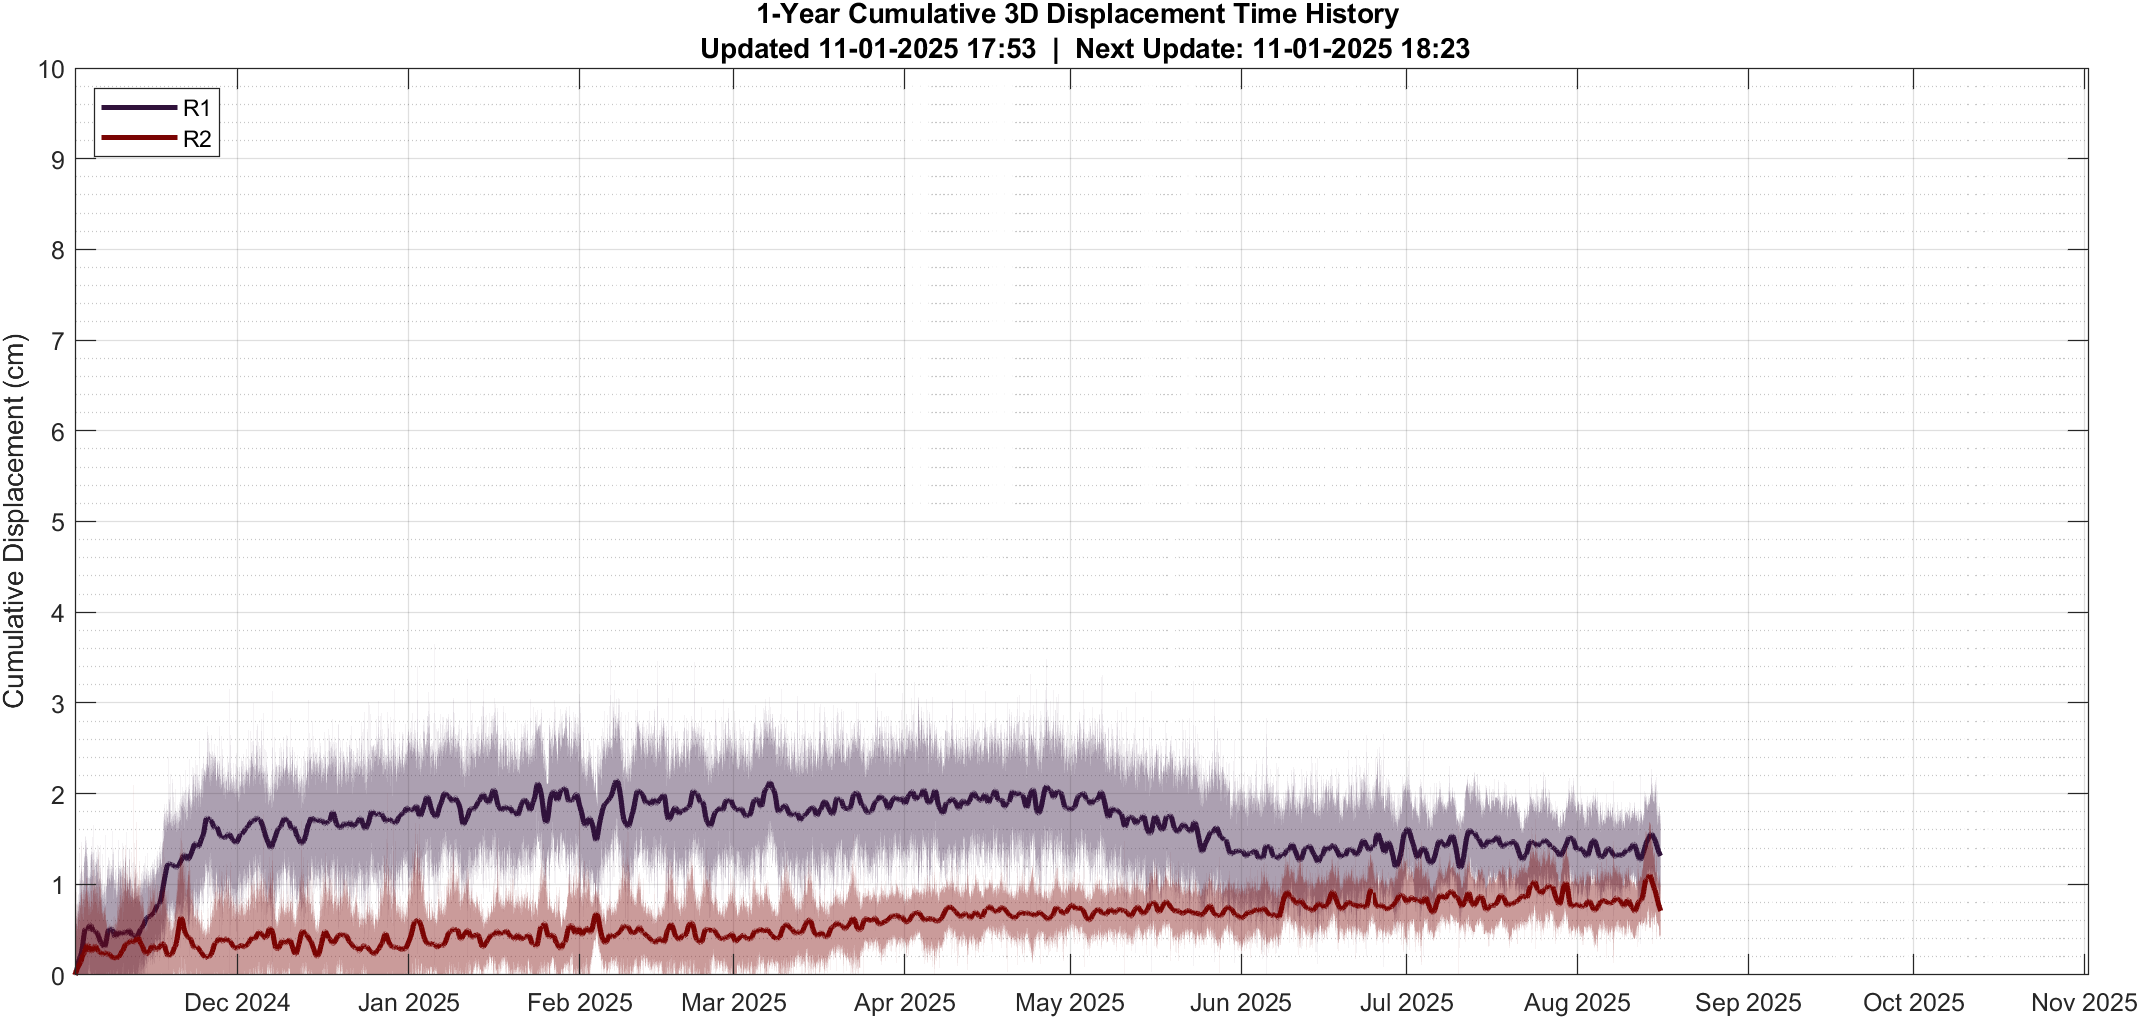 1-Year Cumulative 3D Displacement Time History
Updated 11-01-2025 17:53 | Next Update: 11-01-2025 18:23
R1
R2
10
9
8
7
6
5
4
3
2
1
0
Cumulative Displacement (cm)
Dec 2024
Jan 2025
Feb 2025
Mar 2025
Apr 2025
May 2025
Jun 2025
Jul 2025
Aug 2025
Sep 2025
Oct 2025
Nov 2025